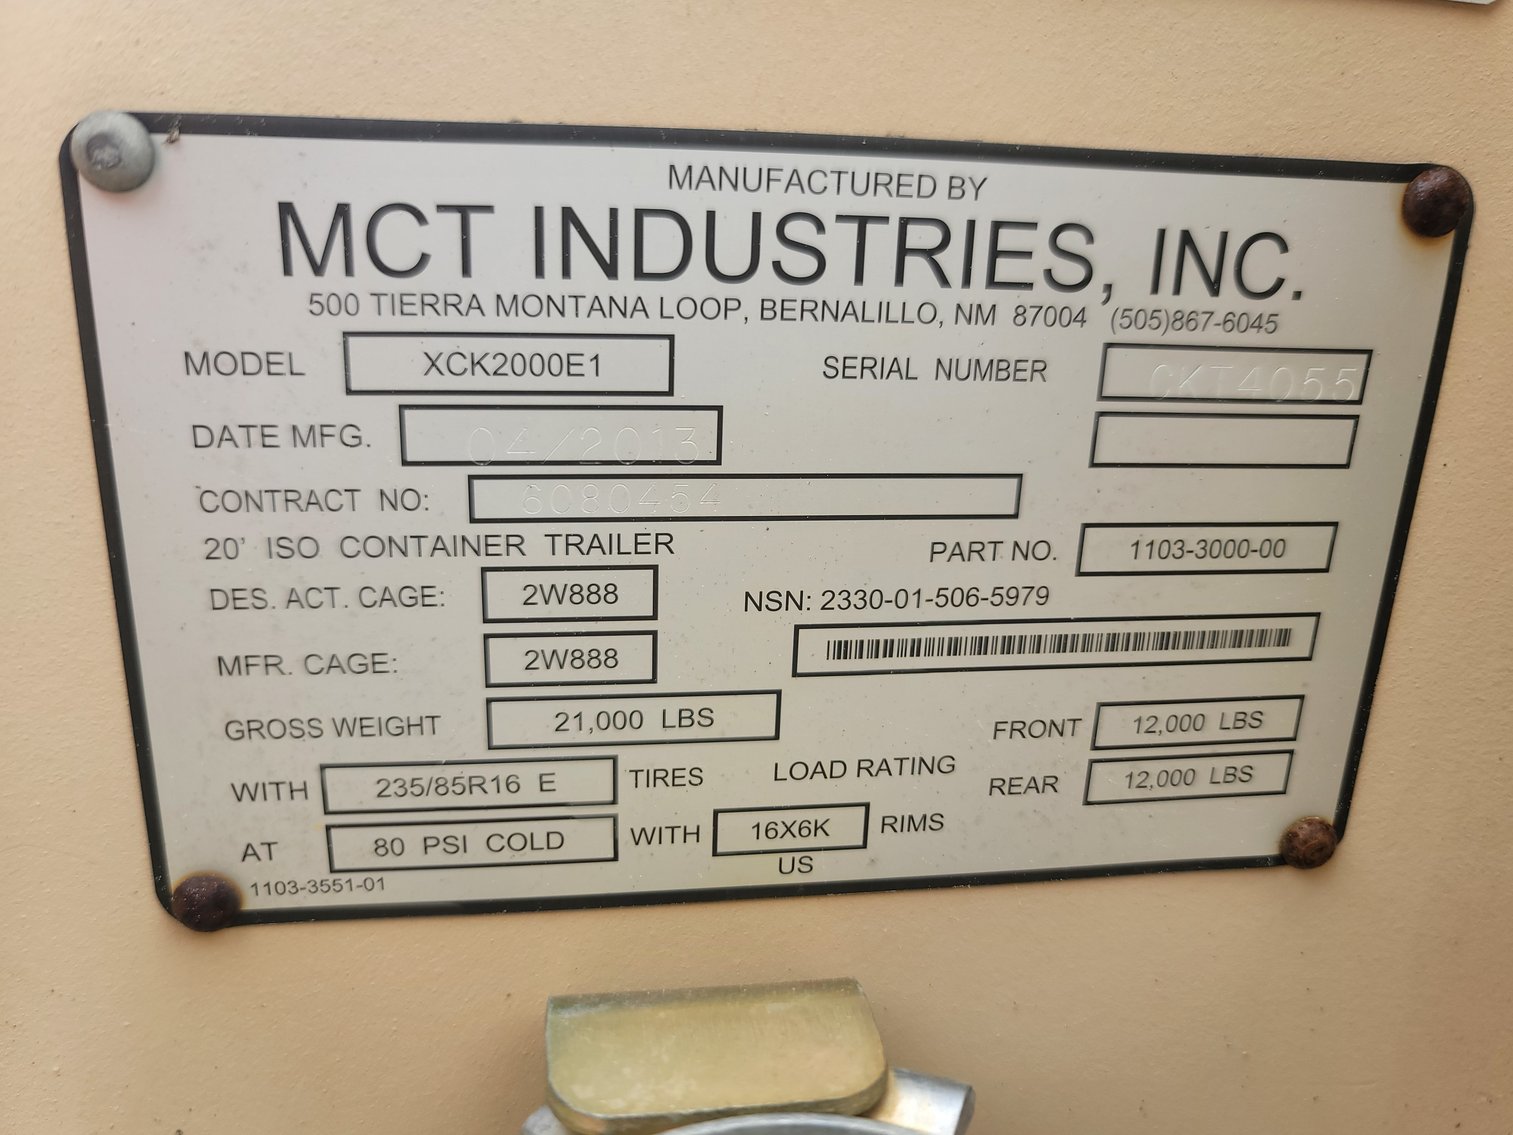 MANUFACTURED BY
MCT INDUSTRIES, INC.
500 TIERRA MONTANA LOOP, BERNALILLO, NM 87004 (505)867-6045
MODEL XCK2000E1 SERIAL NUMBER CKT4055
DATE MFG. 04/2013
CONTRACT NO: 6080454
20' ISO CONTAINER TRAILER PART NO. 1103-3000-00
DES. ACT. CAGE: 2W888 NSN: 2330-01-506-5979
MFR. CAGE: 2W888
GROSS WEIGHT 21,000 LBS FRONT 12,000 LBS
WITH 235/85R16 E TIRES LOAD RATING REAR 12,000 LBS
AT 80 PSI COLD WITH 16X6K RIMS
US
1103-3551-01